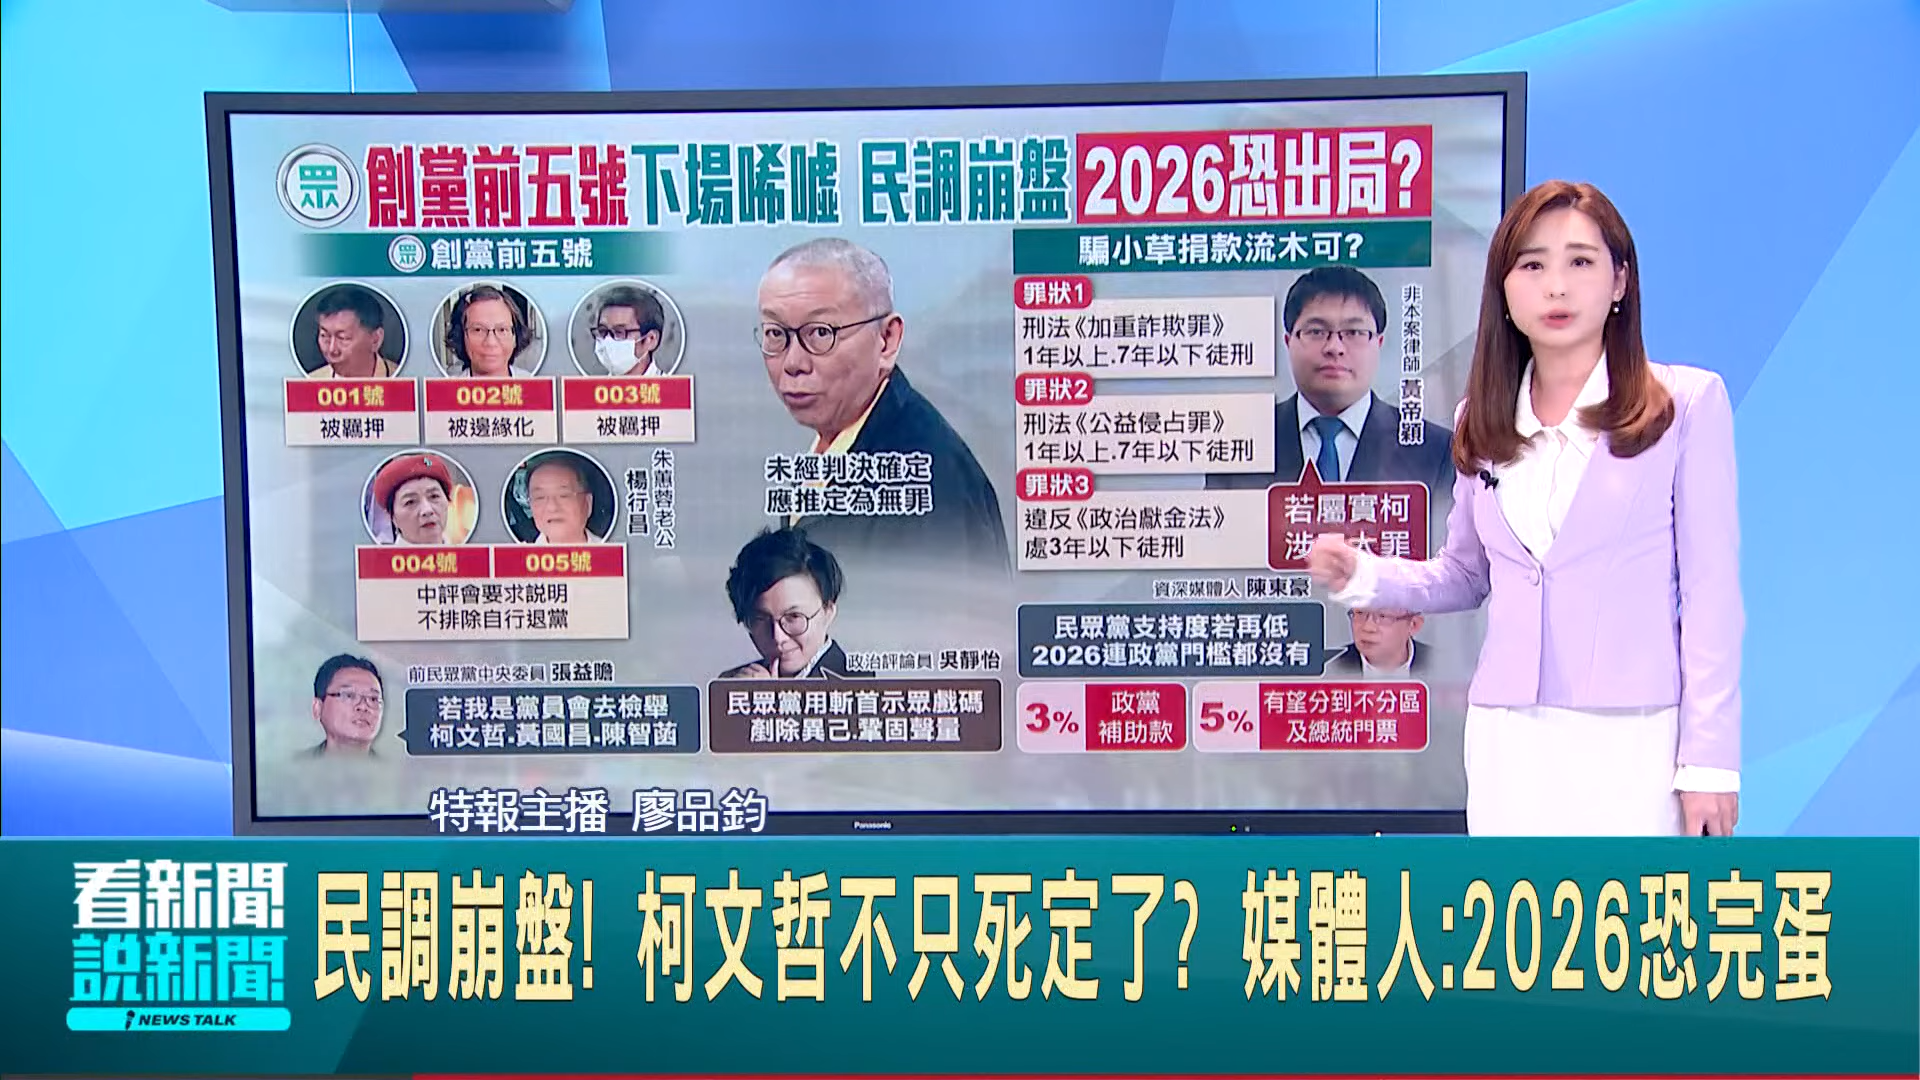 眾
創黨前五號下場唏噓 民調崩盤 2026恐出局?
眾 創黨前五號
001號
被羈押
002號
被邊緣化
003號
被羈押
004號
005號
中評會要求說明
不排除自行退黨
朱蕙蓉老公
楊行昌
未經判決確定
應推定為無罪
前民眾黨中央委員 張益贍
若我是黨員會去檢舉
柯文哲.黃國昌.陳智菡
政治評論員 吳靜怡
民眾黨用斬首示眾戲碼
剷除異己.鞏固聲量
騙小草捐款流木可?
罪狀1
刑法《加重詐欺罪》
1年以上.7年以下徒刑
罪狀2
刑法《公益侵占罪》
1年以上.7年以下徒刑
罪狀3
違反《政治獻金法》
處3年以下徒刑
非本案律師 黃帝穎
若屬實柯
涉 大罪
資深媒體人 陳東豪
民眾黨支持度若再低
2026連政黨門檻都沒有
3%
政黨
補助款
5%
有望分到不分區
及總統門票
Panasonic
特報主播 廖品鈞
看新聞
說新聞
NEWS TALK
民調崩盤! 柯文哲不只死定了? 媒體人:2026恐完蛋